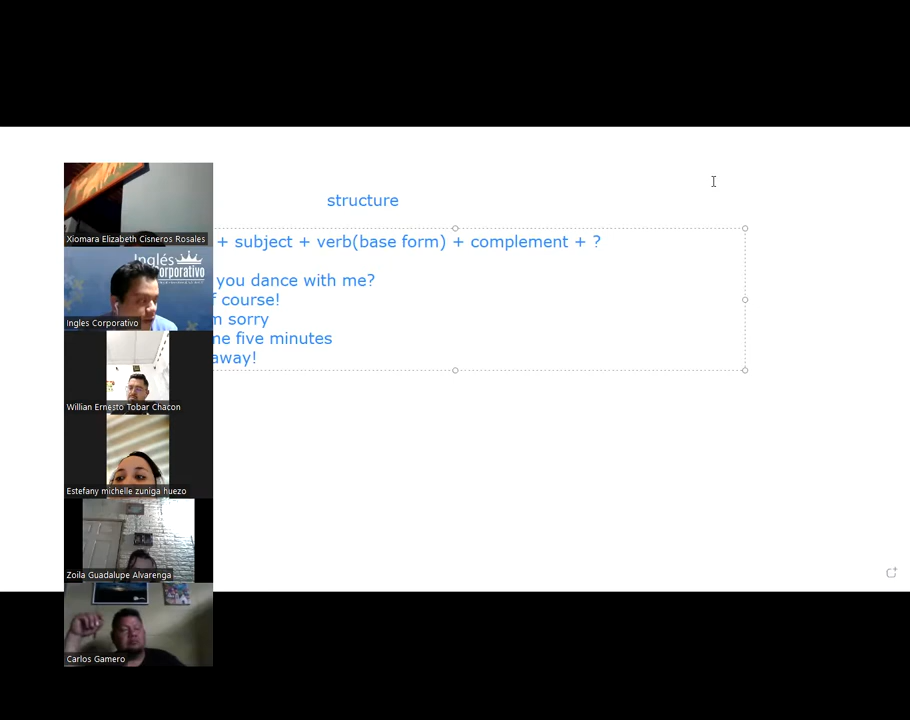 structure
+ subject + verb(base form) + complement + ?
you dance with me?
f course!
m sorry
me five minutes
away!
Xiomara Elizabeth Cisneros Rosales
Inglés
Corporativo
Ingles Corporativo
Willian Ernesto Tobar Chacon
Estefany michelle zuniga huezo
Zoila Guadalupe Alvarenga
Carlos Gamero